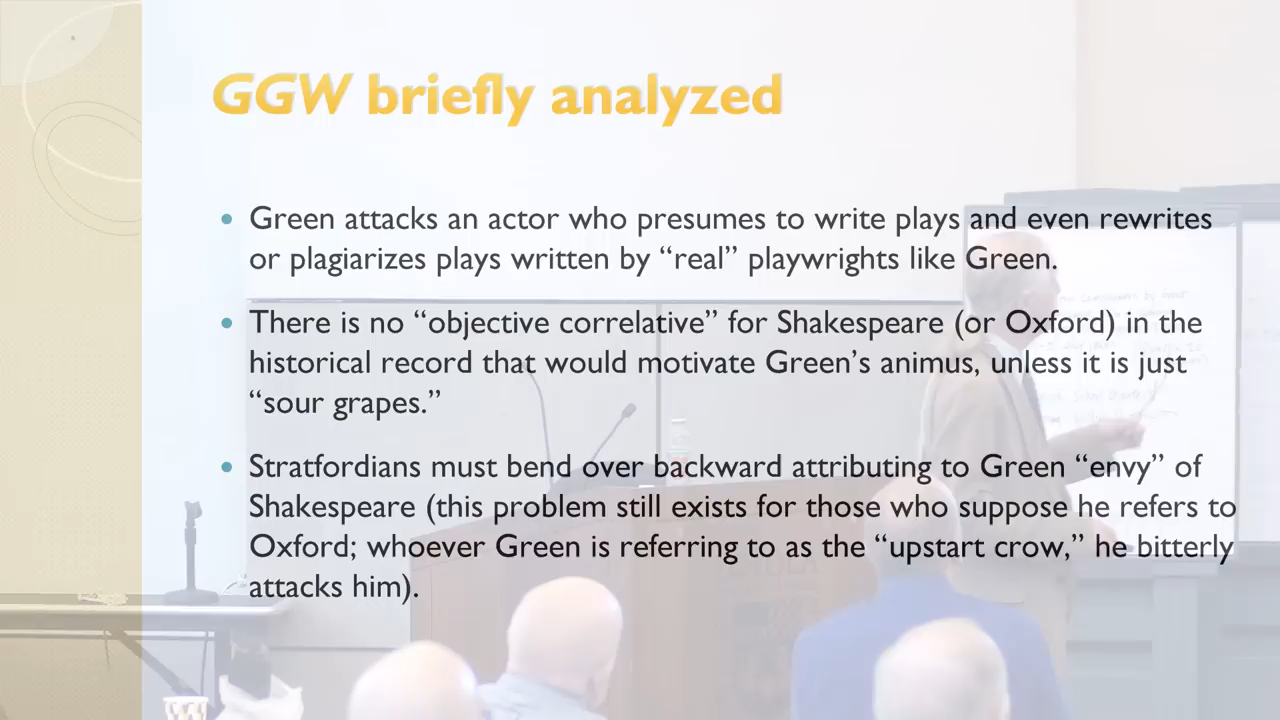 GGW briefly analyzed
Green attacks an actor who presumes to write plays and even rewrites
or plagiarizes plays written by “real” playwrights like Green.
There is no “objective correlative” for Shakespeare (or Oxford) in the
historical record that would motivate Green’s animus, unless it is just
“sour grapes.”
Stratfordians must bend over backward attributing to Green “envy” of
Shakespeare (this problem still exists for those who suppose he refers to
Oxford; whoever Green is referring to as the “upstart crow,” he bitterly
attacks him).